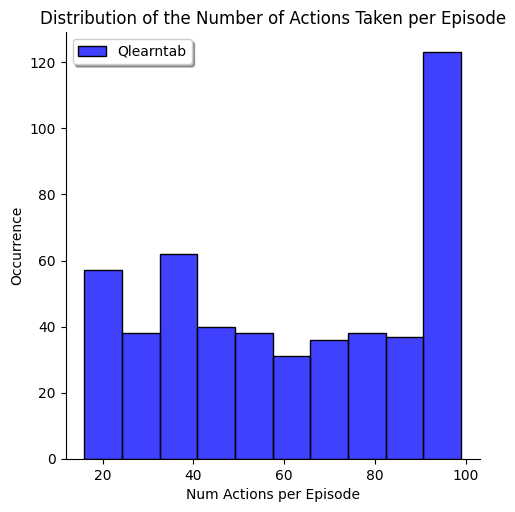 Distribution of the Number of Actions Taken per Episode
Qlearntab
120
100
80
60
40
20
0
Occurrence
20 40 60 80 100
Num Actions per Episode